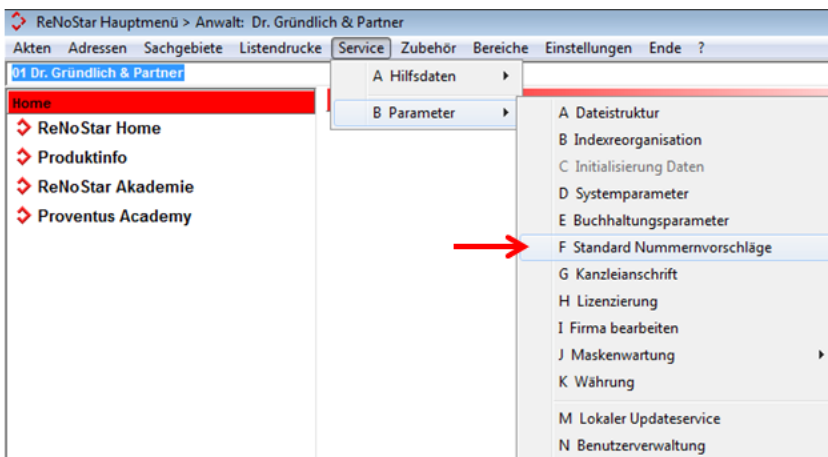 ReNoStar Hauptmenü > Anwalt: Dr. Gründlich & Partner
Akten Adressen Sachgebiete Listendrucke Service Zubehör Bereiche Einstellungen Ende ?
01 Dr. Gründlich & Partner
Home
ReNoStar Home
Produktinfo
ReNoStar Akademie
Proventus Academy
A Hilfsdaten
B Parameter
A Dateistruktur
B Indexreorganisation
C Initialisierung Daten
D Systemparameter
E Buchhaltungsparameter
F Standard Nummernvorschläge
G Kanzleianschrift
H Lizenzierung
I Firma bearbeiten
J Maskenwartung
K Währung
M Lokaler Updateservice
N Benutzerverwaltung